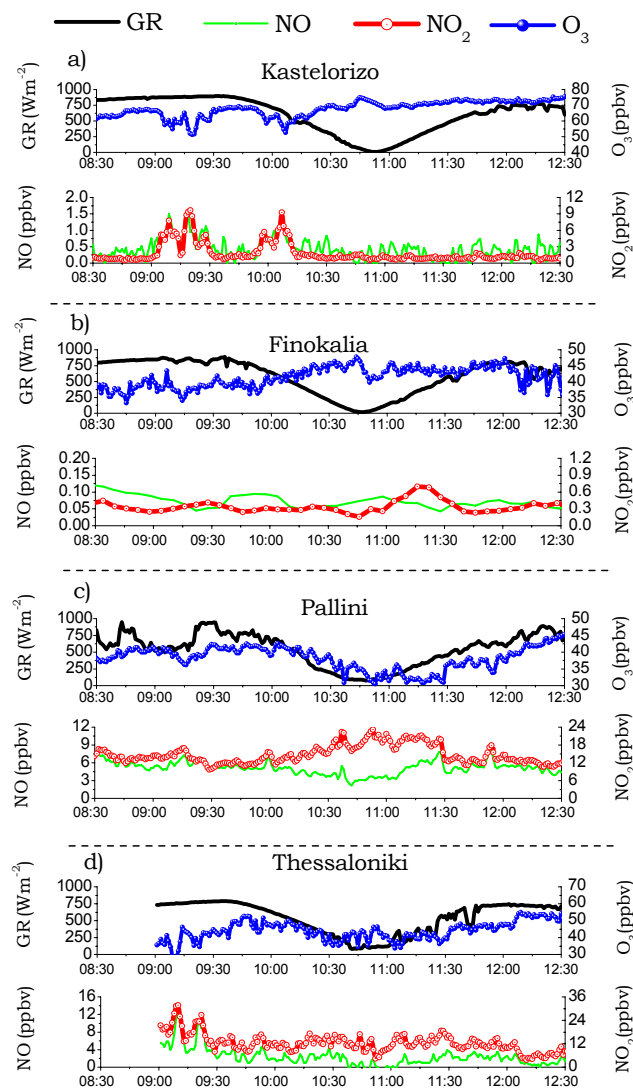 GR NO NO2 O3
a) Kastelorizo
GR (Wm-2)
1000
750
500
250
0
O3 (ppbv)
80
70
60
50
40
08:30 09:00 09:30 10:00 10:30 11:00 11:30 12:00 12:30
NO (ppbv)
2.0
1.5
1.0
0.5
0.0
NO2 (ppbv)
12
9
6
3
0
08:30 09:00 09:30 10:00 10:30 11:00 11:30 12:00 12:30
b) Finokalia
GR (Wm-2)
1000
750
500
250
0
O3 (ppbv)
50
45
40
35
30
08:30 09:00 09:30 10:00 10:30 11:00 11:30 12:00 12:30
NO (ppbv)
0.20
0.15
0.10
0.05
0.00
NO2 (ppbv)
1.2
0.9
0.6
0.3
0.0
08:30 09:00 09:30 10:00 10:30 11:00 11:30 12:00 12:30
c) Pallini
GR (Wm-2)
1000
750
500
250
0
O3 (ppbv)
50
45
40
35
30
08:30 09:00 09:30 10:00 10:30 11:00 11:30 12:00 12:30
NO (ppbv)
12
9
6
3
0
NO2 (ppbv)
24
18
12
6
0
08:30 09:00 09:30 10:00 10:30 11:00 11:30 12:00 12:30
d) Thessaloniki
GR (Wm-2)
1000
750
500
250
0
O3 (ppbv)
70
60
50
40
30
08:30 09:00 09:30 10:00 10:30 11:00 11:30 12:00 12:30
NO (ppbv)
16
12
8
4
0
NO2 (ppbv)
36
24
12
0
08:30 09:00 09:30 10:00 10:30 11:00 11:30 12:00 12:30